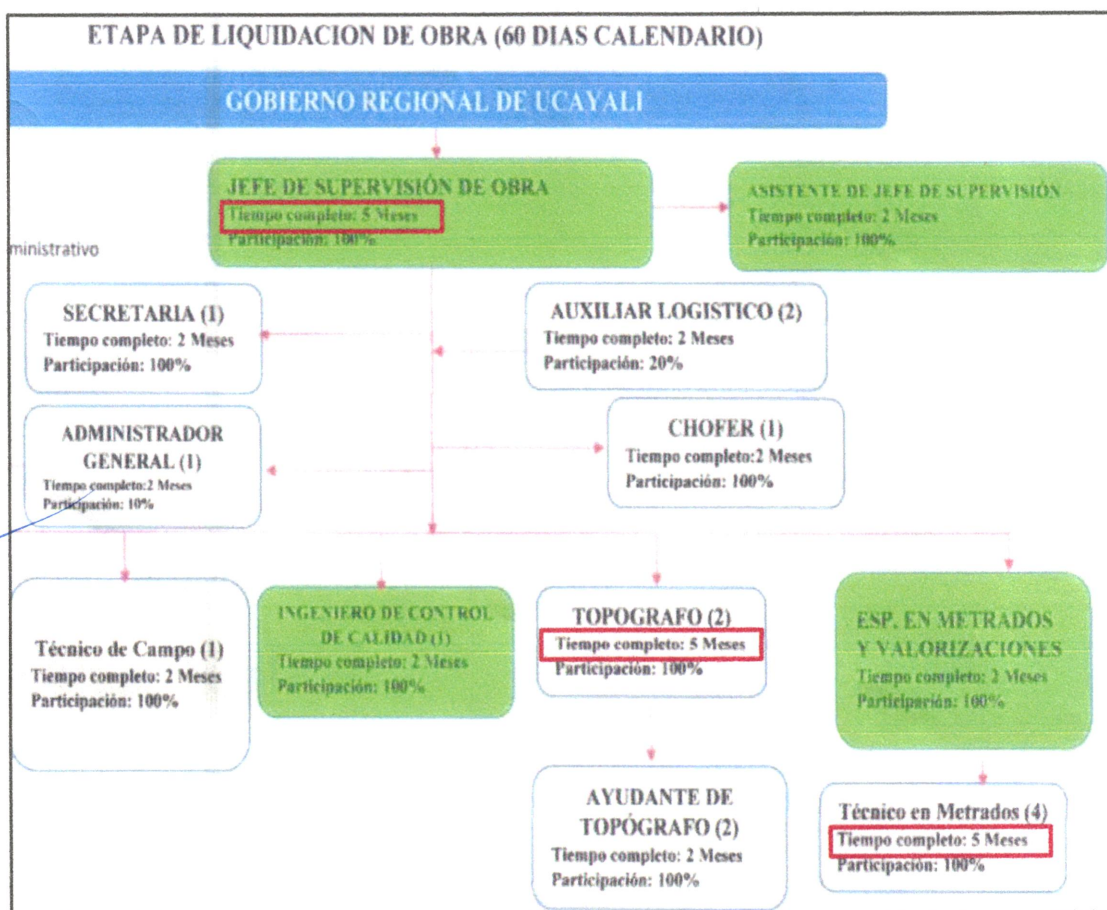 ETAPA DE LIQUIDACION DE OBRA (60 DIAS CALENDARIO)
GOBIERNO REGIONAL DE UCAYALI
JEFE DE SUPERVISIÓN DE OBRA
Tiempo completo: 5 Meses
Participación: 100%
ASISTENTE DE JEFE DE SUPERVISIÓN
Tiempo completo: 2 Meses
Participación: 100%
ministrativo
SECRETARIA (1)
Tiempo completo: 2 Meses
Participación: 100%
AUXILIAR LOGISTICO (2)
Tiempo completo: 2 Meses
Participación: 20%
ADMINISTRADOR
GENERAL (1)
Tiempo completo:2 Meses
Participación: 10%
CHOFER (1)
Tiempo completo:2 Meses
Participación: 100%
Técnico de Campo (1)
Tiempo completo: 2 Meses
Participación: 100%
INGENIERO DE CONTROL
DE CALIDAD (1)
Tiempo completo: 2 Meses
Participación: 100%
TOPOGRAFO (2)
Tiempo completo: 5 Meses
Participación: 100%
ESP. EN METRADOS
Y VALORIZACIONES
Tiempo completo: 2 Meses
Participación: 100%
AYUDANTE DE
TOPÓGRAFO (2)
Tiempo completo: 2 Meses
Participación: 100%
Técnico en Metrados (4)
Tiempo completo: 5 Meses
Participación: 100%